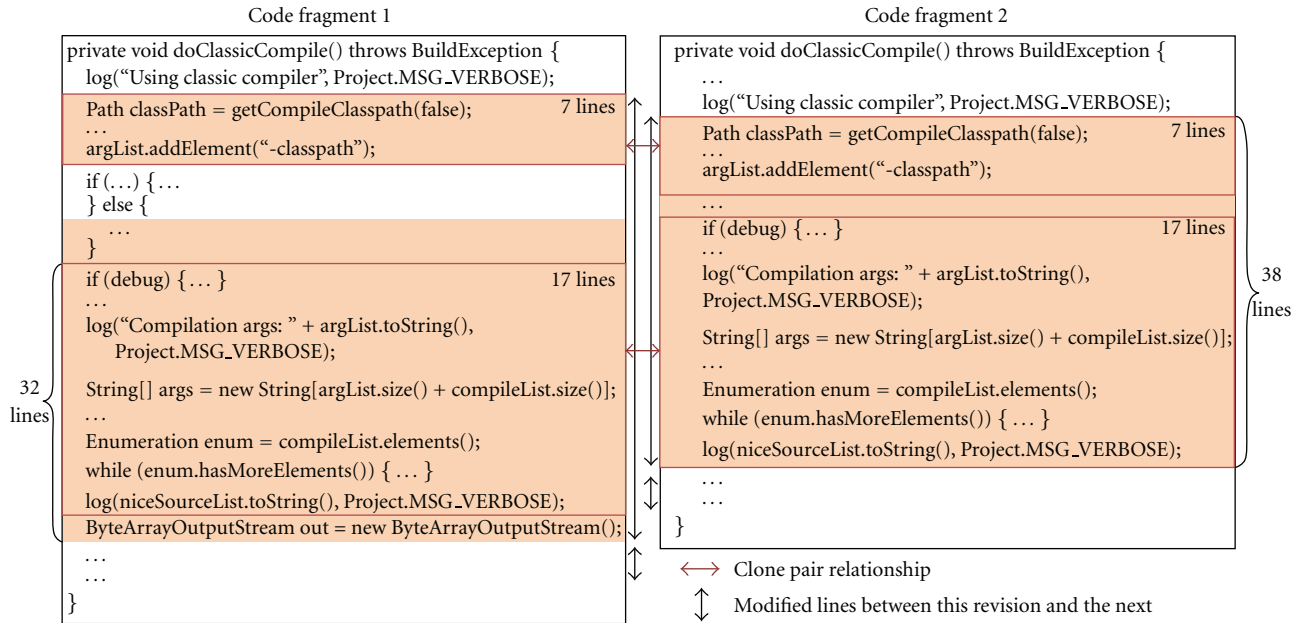 Code fragment 1
private void doClassicCompile() throws BuildException {
log(“Using classic compiler”, Project.MSG_VERBOSE);
Path classPath = getCompileClasspath(false); 7 lines
...
argList.addElement(“-classpath”);
if (...) {...
} else {
...
}
if (debug) {... } 17 lines
...
log(“Compilation args: ” + argList.toString(),
Project.MSG_VERBOSE);
String[] args = new String[argList.size() + compileList.size()];
...
Enumeration enum = compileList.elements();
while (enum.hasMoreElements()) { ... }
log(niceSourceList.toString(), Project.MSG_VERBOSE);
ByteArrayOutputStream out = new ByteArrayOutputStream();
...
...
}
32
lines
Code fragment 2
private void doClassicCompile() throws BuildException {
...
log(“Using classic compiler”, Project.MSG_VERBOSE);
Path classPath = getCompileClasspath(false); 7 lines
...
argList.addElement(“-classpath”);
...
if (debug) {... } 17 lines
...
log(“Compilation args: ” + argList.toString(),
Project.MSG_VERBOSE);
String[] args = new String[argList.size() + compileList.size()];
...
Enumeration enum = compileList.elements();
while (enum.hasMoreElements()) { ... }
log(niceSourceList.toString(), Project.MSG_VERBOSE);
...
...
}
38
lines
Clone pair relationship
Modified lines between this revision and the next